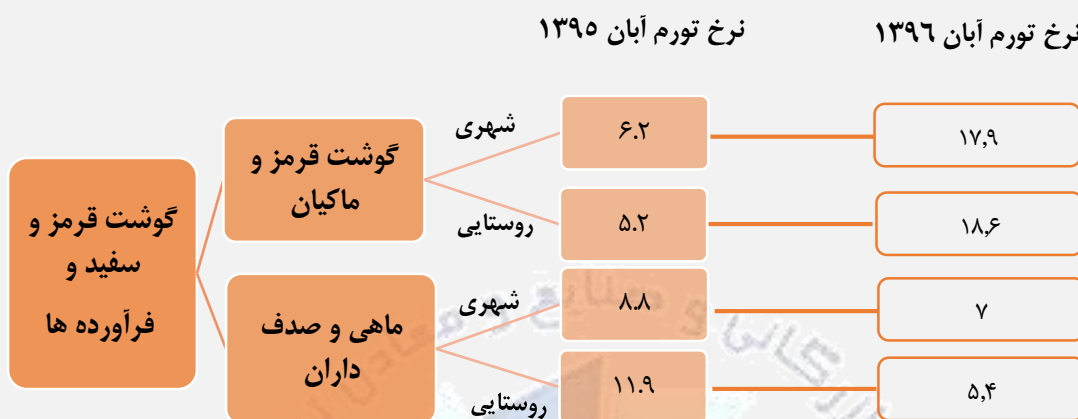 نرخ تورم آبان ۱۳۹۶
نرخ تورم آبان ۱۳۹۵
گوشت قرمز و
سفید و
فرآورده ها
گوشت قرمز و
ماکیان
شهری
۶.۲
۱۷,۹
روستایی
۵.۲
۱۸,۶
ماهی و صدف
داران
شهری
۸.۸
۷
روستایی
۱۱.۹
۵,۴